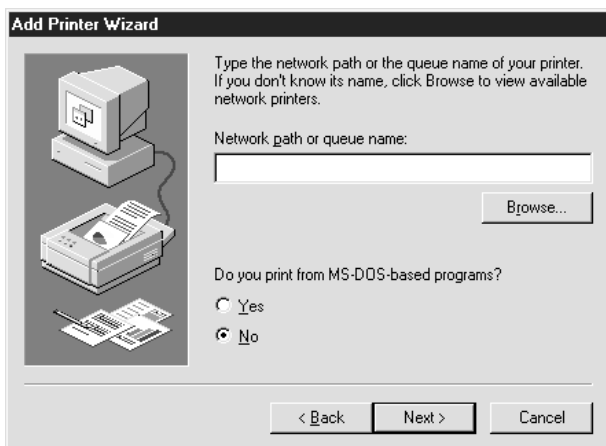 Add Printer Wizard
Type the network path or the queue name of your printer.
If you don't know its name, click Browse to view available
network printers.
Network path or queue name:
Browse...
Do you print from MS-DOS-based programs?
Yes
No
< Back
Next >
Cancel